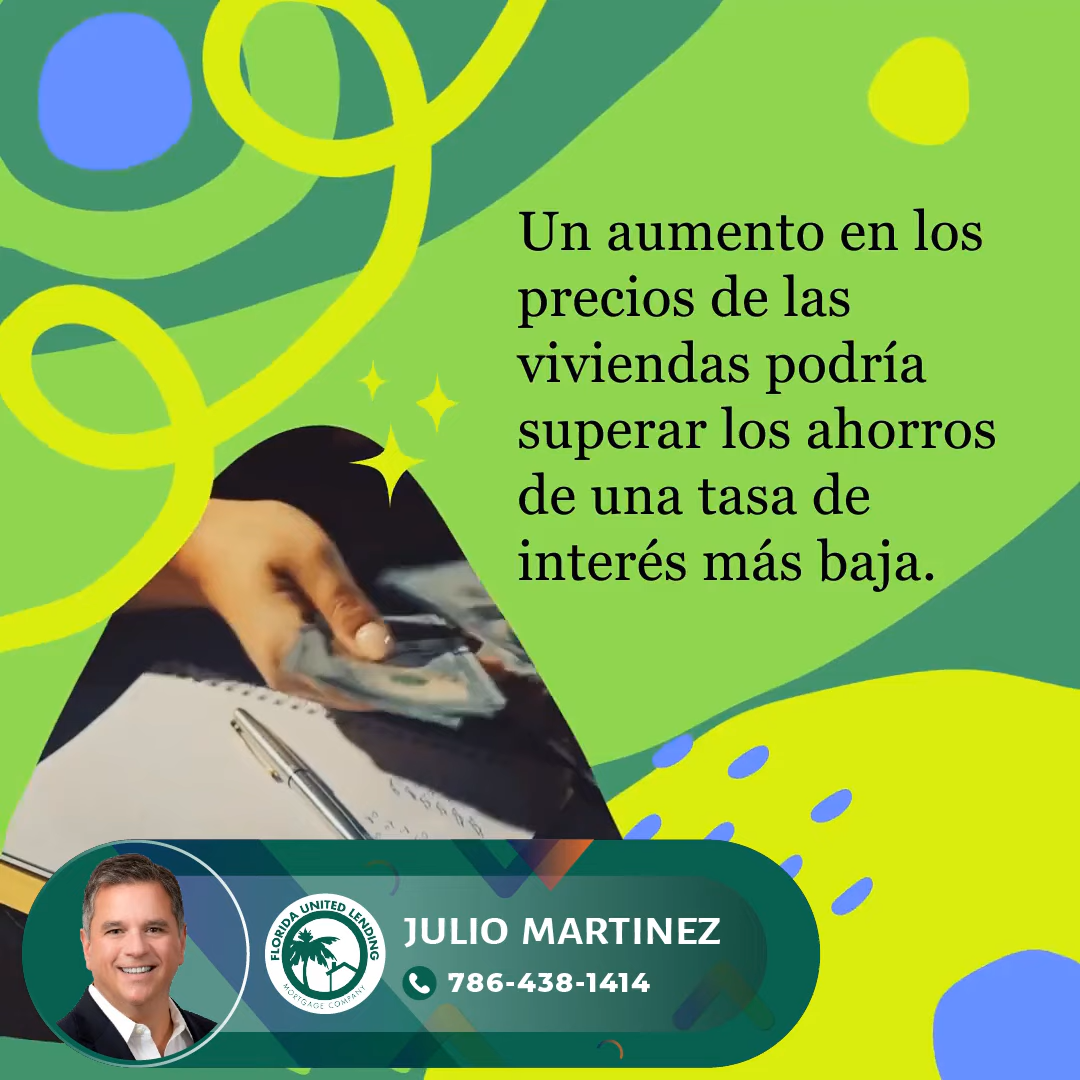 Un aumento en los
precios de las
viviendas podría
superar los ahorros
de una tasa de
interés más baja.
FLORIDA UNITED LENDING
MORTGAGE COMPANY
JULIO MARTINEZ
786-438-1414